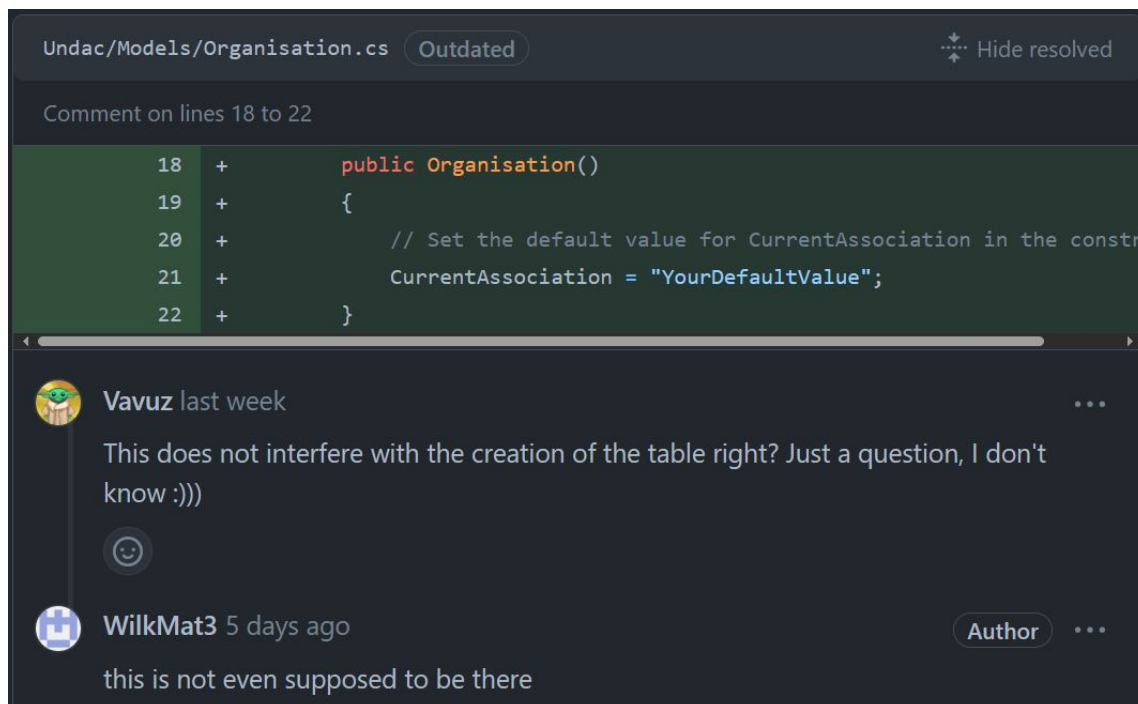 Undac/Models/Organisation.cs Outdated Hide resolved
Comment on lines 18 to 22
18 + public Organisation()
19 + {
20 + // Set the default value for CurrentAssociation in the constr
21 + CurrentAssociation = "YourDefaultValue";
22 + }
Vavuz last week
This does not interfere with the creation of the table right? Just a question, I don't
know :)))
WilkMat3 5 days ago Author
this is not even supposed to be there